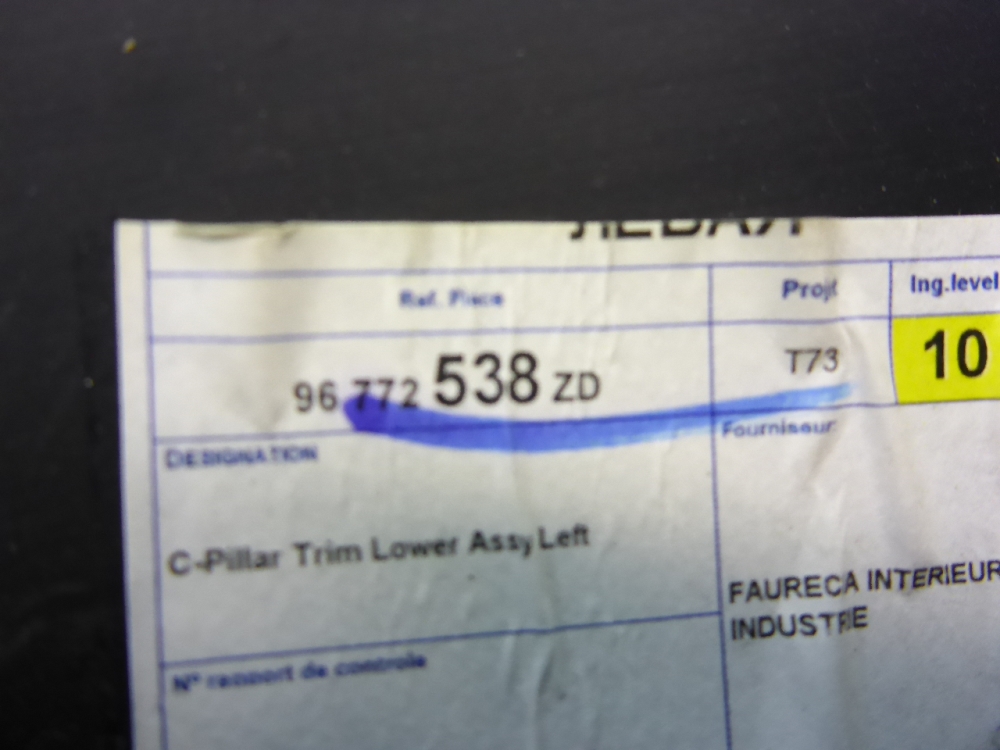 ЛЕВАЯ
Ref. Piece
Projt
Ing.level
96 772 538 ZD
T73
10
DESIGNATION
Fournisseur
C-Pillar Trim Lower Assy Left
FAURECA INTERIEUR
INDUSTRIE
N° rapport de controle